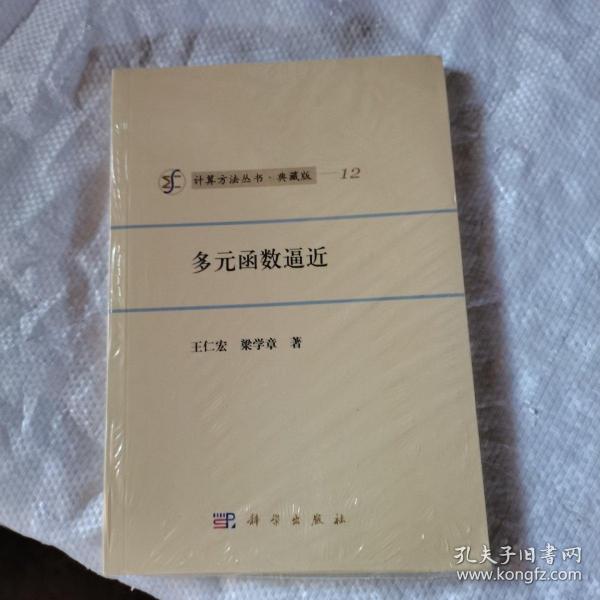 计算方法丛书·典藏版—12
多元函数逼近
王仁宏 梁学章 著
SP 科学出版社
孔夫子旧书网
www.kongfz.com